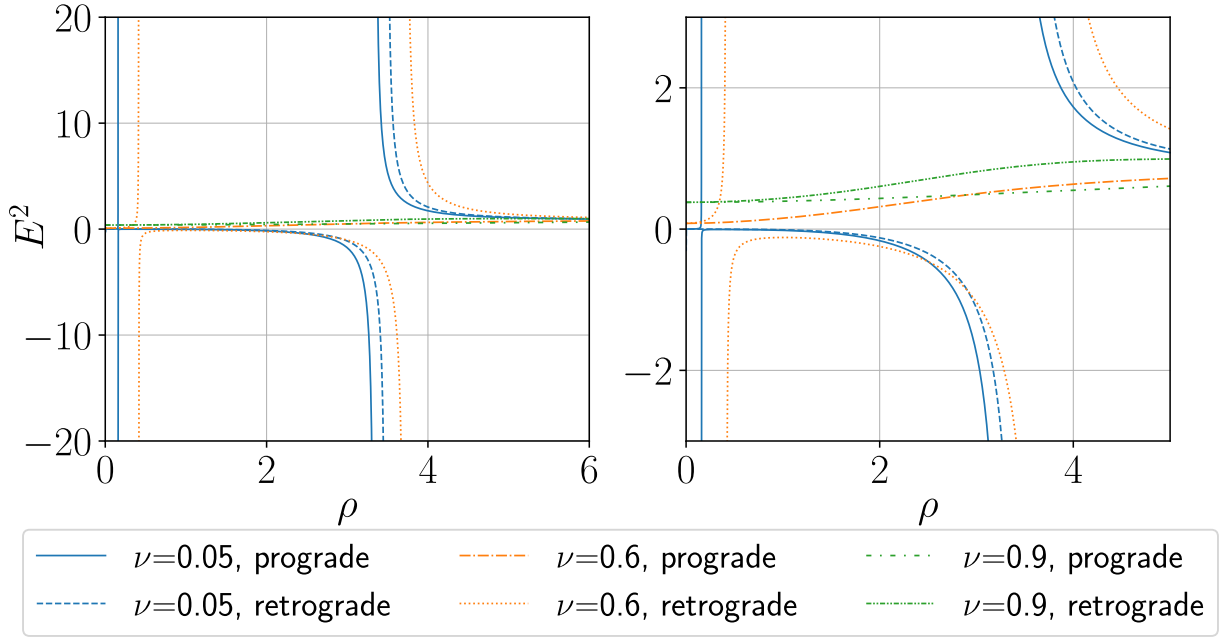 20
10
0
−10
−20
E²
0 2 4 6
ρ
2
0
−2
0 2 4
ρ
ν=0.05, prograde ν=0.6, prograde ν=0.9, prograde
ν=0.05, retrograde ν=0.6, retrograde ν=0.9, retrograde